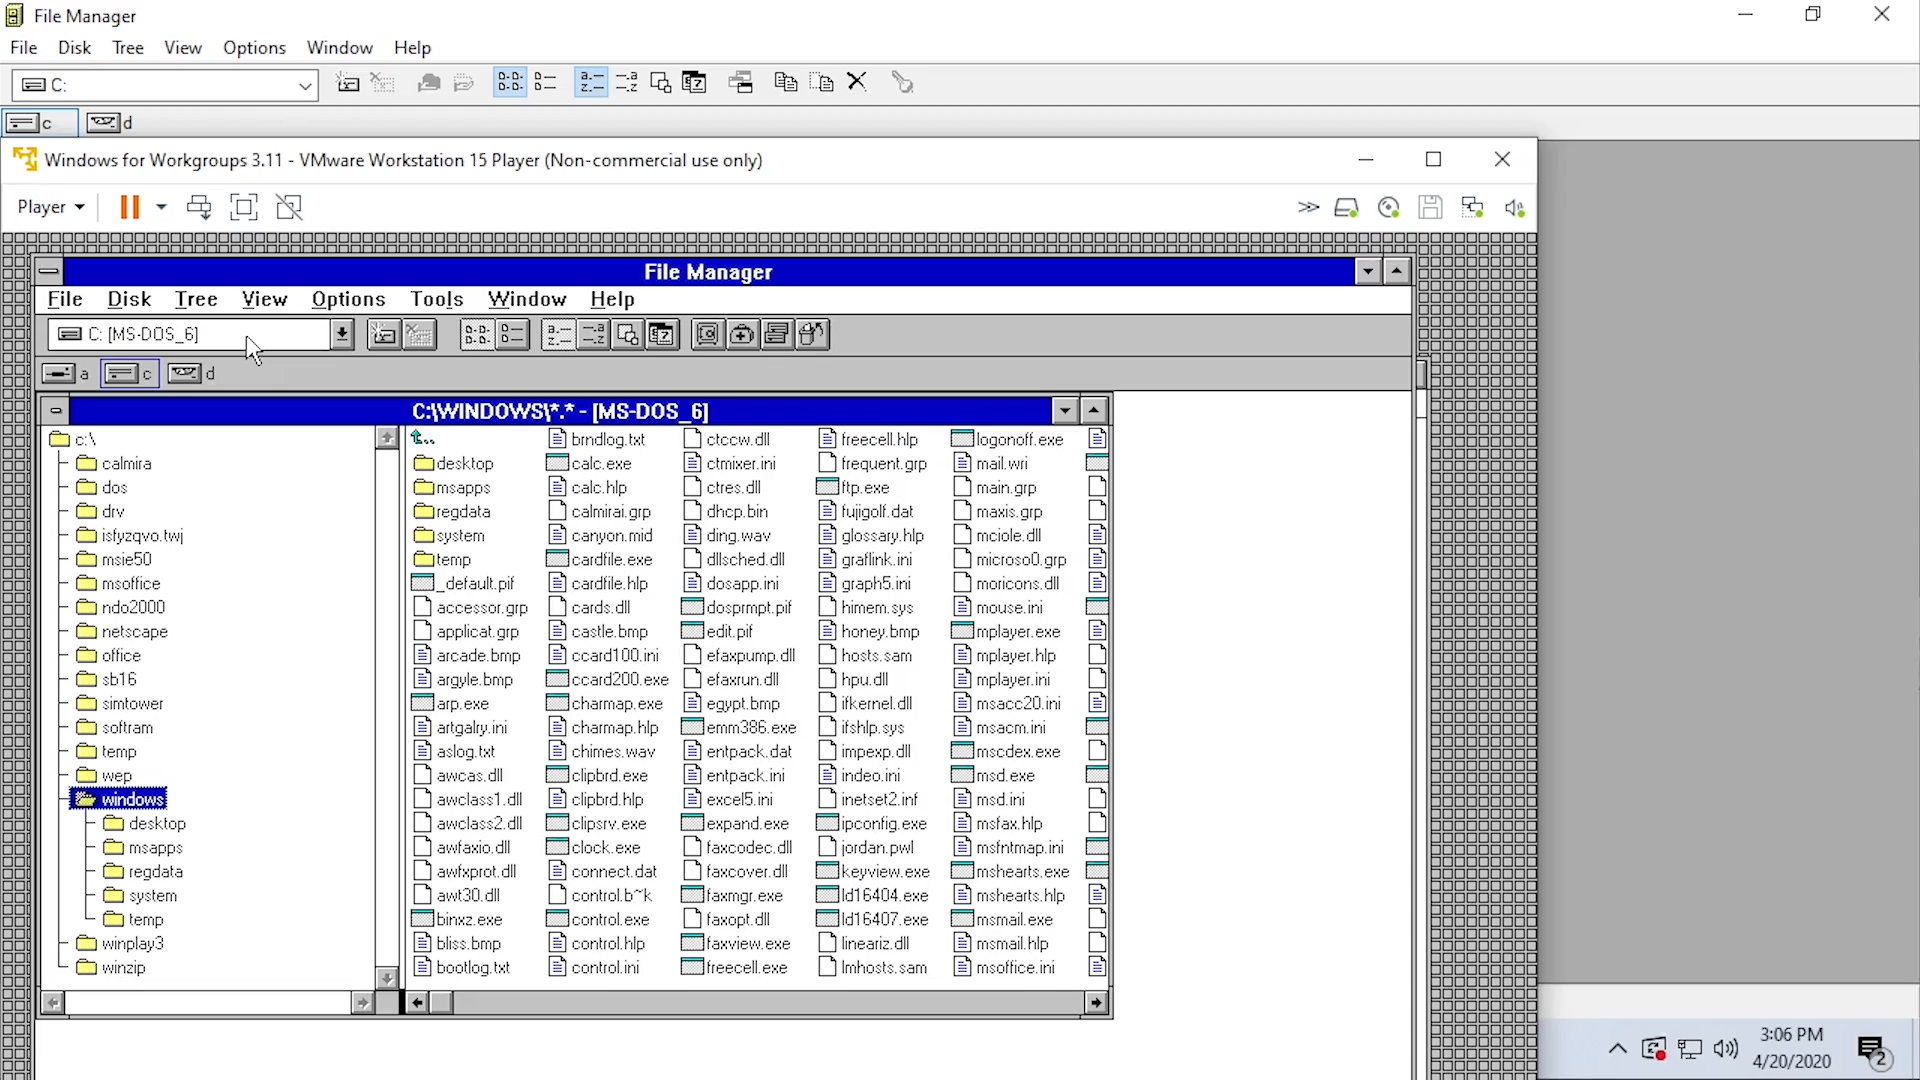 File Manager
File Disk Tree View Options Window Help
C:
c d
Windows for Workgroups 3.11 - VMware Workstation 15 Player (Non-commercial use only)
Player
File Manager
File Disk Tree View Options Tools Window Help
C: [MS-DOS_6]
a c d
C:\WINDOWS\*.* - [MS-DOS_6]
c:\
calmira
dos
drv
isfyzqvo.twj
msie50
msoffice
ndo2000
netscape
office
sb16
simtower
softram
temp
wep
windows
desktop
msapps
regdata
system
temp
winplay3
winzip
..
desktop
msapps
regdata
system
temp
_default.pif
accessor.grp
applicat.grp
arcade.bmp
argyle.bmp
arp.exe
artgalry.ini
aslog.txt
awcas.dll
awclass1.dll
awclass2.dll
awfaxio.dll
awfxprot.dll
awt30.dll
binxz.exe
bliss.bmp
bootlog.txt
brndlog.txt
calc.exe
calc.hlp
calmirai.grp
canyon.mid
cardfile.exe
cardfile.hlp
cards.dll
castle.bmp
ccard100.ini
ccard200.exe
charmap.exe
charmap.hlp
chimes.wav
clipbrd.exe
clipbrd.hlp
clipsrv.exe
clock.exe
connect.dat
control.b~k
control.exe
control.hlp
control.ini
ctccw.dll
ctmixer.ini
ctres.dll
dhcp.bin
ding.wav
dllsched.dll
dosapp.ini
dosprmpt.pif
edit.pif
efaxpump.dll
efaxrun.dll
egypt.bmp
emm386.exe
entpack.dat
entpack.ini
excel5.ini
expand.exe
faxcodec.dll
faxcover.dll
faxmgr.exe
faxopt.dll
faxview.exe
freecell.exe
freecell.hlp
frequent.grp
ftp.exe
fujigolf.dat
glossary.hlp
graflink.ini
graph5.ini
himem.sys
honey.bmp
hosts.sam
hpu.dll
ifkernel.dll
ifshlp.sys
impexp.dll
indeo.ini
inetset2.inf
ipconfig.exe
jordan.pwl
keyview.exe
ld16404.exe
ld16407.exe
lineariz.dll
lmhosts.sam
logonoff.exe
mail.wri
main.grp
maxis.grp
mciole.dll
microso0.grp
moricons.dll
mouse.ini
mplayer.exe
mplayer.hlp
mplayer.ini
msacc20.ini
msacm.ini
mscdex.exe
msd.exe
msd.ini
msfax.hlp
msfntmap.ini
mshearts.exe
mshearts.hlp
msmail.exe
msmail.hlp
msoffice.ini
3:06 PM
4/20/2020
2